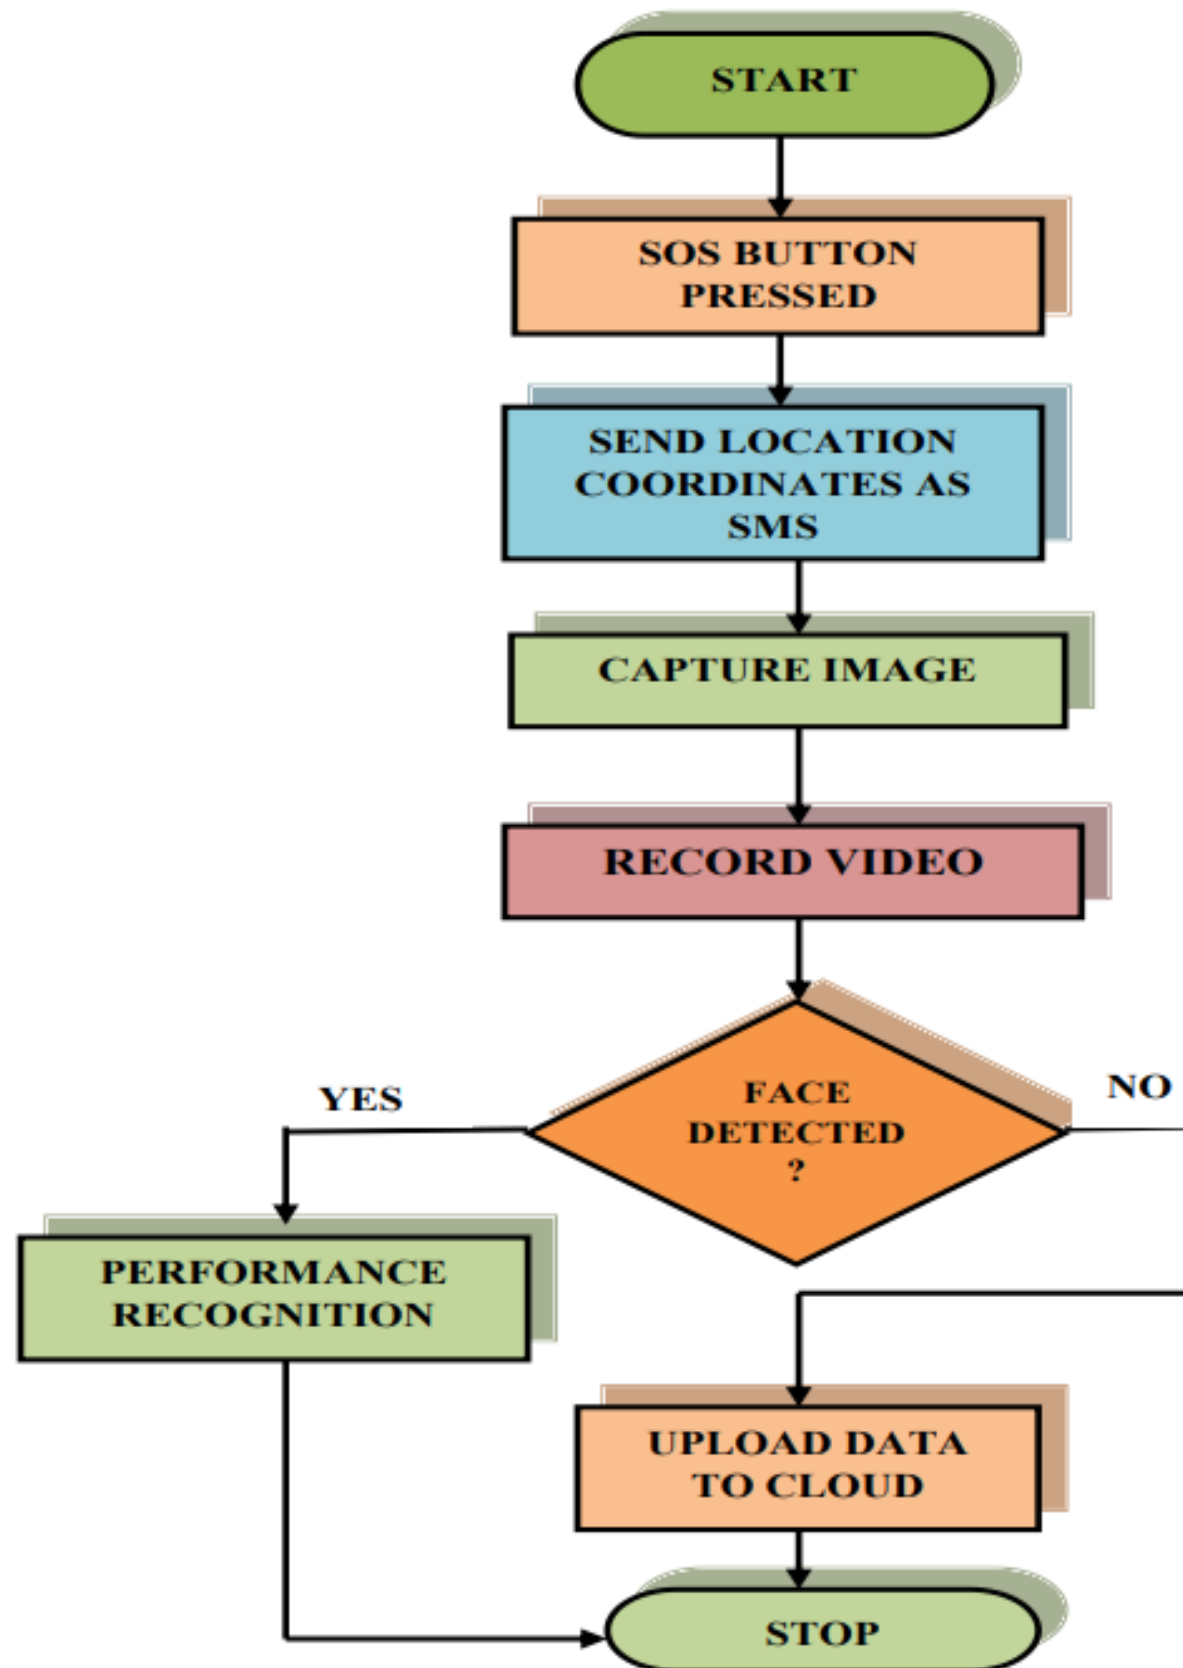 START
SOS BUTTON
PRESSED
SEND LOCATION
COORDINATES AS
SMS
CAPTURE IMAGE
RECORD VIDEO
FACE
DETECTED
?
YES
NO
PERFORMANCE
RECOGNITION
UPLOAD DATA
TO CLOUD
STOP